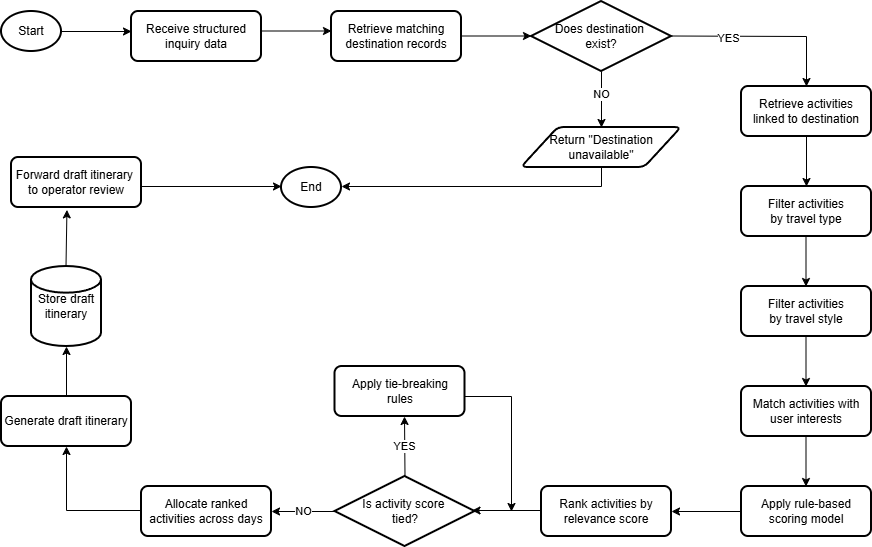 Start
Receive structured
inquiry data
Retrieve matching
destination records
Does destination
exist?
YES
NO
Retrieve activities
linked to destination
Return "Destination
unavailable"
Forward draft itinerary
to operator review
End
Filter activities
by travel type
Store draft
itinerary
Filter activities
by travel style
Apply tie-breaking
rules
Match activities with
user interests
Generate draft itinerary
YES
Allocate ranked
activities across days
NO
Is activity score
tied?
Rank activities by
relevance score
Apply rule-based
scoring model